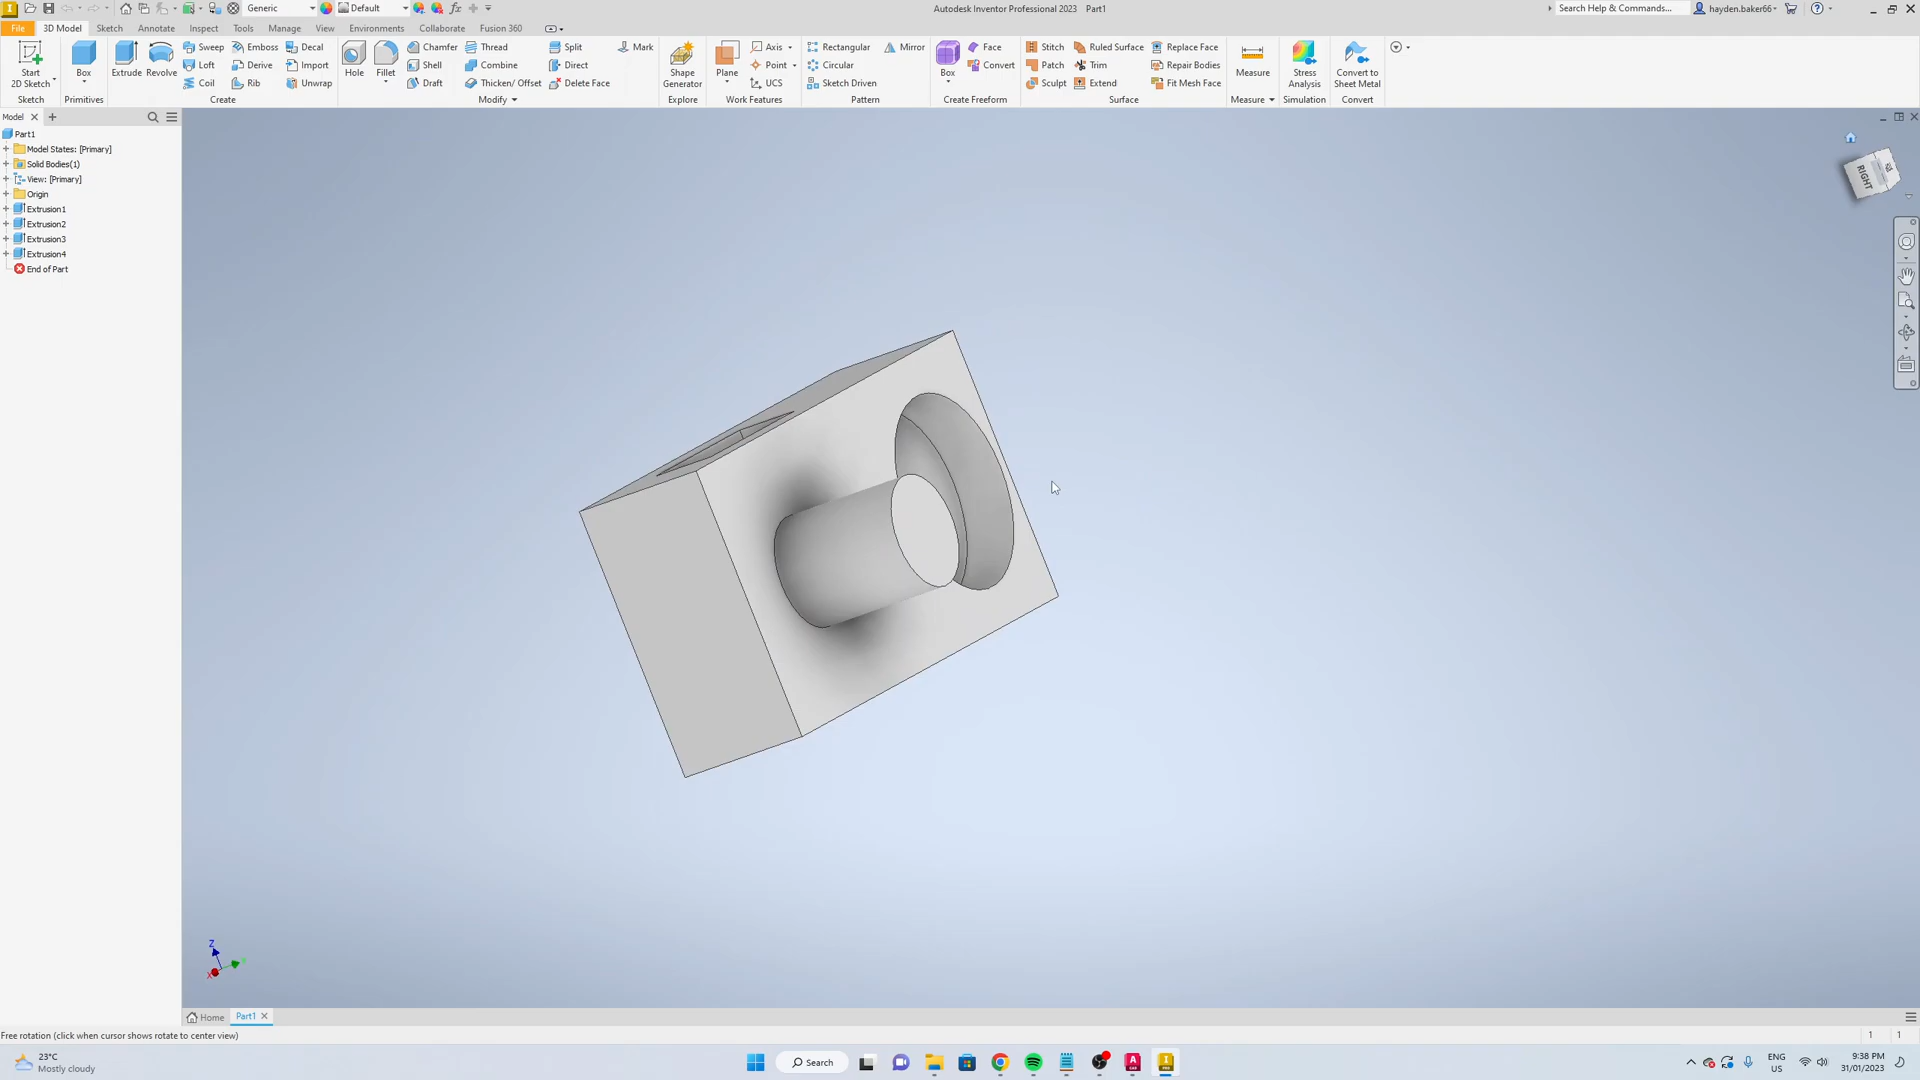 Generic
Default
Autodesk Inventor Professional 2023 Part1
Search Help & Commands...
hayden.baker66
File
3D Model
Sketch
Annotate
Inspect
Tools
Manage
View
Environments
Collaborate
Fusion 360
Start
2D Sketch
Sketch
Box
Primitives
Extrude
Revolve
Sweep
Emboss
Decal
Loft
Derive
Import
Coil
Rib
Unwrap
Create
Hole
Fillet
Chamfer
Thread
Split
Mark
Shell
Combine
Direct
Draft
Thicken/ Offset
Delete Face
Modify
Shape
Generator
Explore
Plane
Axis
Point
UCS
Work Features
Rectangular
Mirror
Circular
Sketch Driven
Pattern
Box
Face
Convert
Create Freeform
Stitch
Ruled Surface
Replace Face
Patch
Trim
Repair Bodies
Sculpt
Extend
Fit Mesh Face
Surface
Measure
Measure
Stress
Analysis
Simulation
Convert to
Sheet Metal
Convert
Model
Part1
Model States: [Primary]
Solid Bodies(1)
View: [Primary]
Origin
Extrusion1
Extrusion2
Extrusion3
Extrusion4
End of Part
RIGHT
Z
X
Home
Part1
Free rotation (click when cursor shows rotate to center view)
1
1
23°C
Mostly cloudy
Search
ENG
US
9:38 PM
31/01/2023